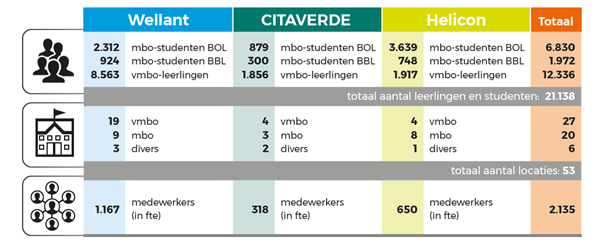 Wellant CITAVERDE Helicon Totaal
2.312 mbo-studenten BOL 879 mbo-studenten BOL 3.639 mbo-studenten BOL 6.830
924 mbo-studenten BBL 300 mbo-studenten BBL 748 mbo-studenten BBL 1.972
8.563 vmbo-leerlingen 1.856 vmbo-leerlingen 1.917 vmbo-leerlingen 12.336
totaal aantal leerlingen en studenten: 21.138
19 vmbo 4 vmbo 4 vmbo 27
9 mbo 3 mbo 8 mbo 20
3 divers 2 divers 1 divers 6
totaal aantal locaties: 53
1.167 medewerkers 318 medewerkers 650 medewerkers 2.135
(in fte) (in fte) (in fte)